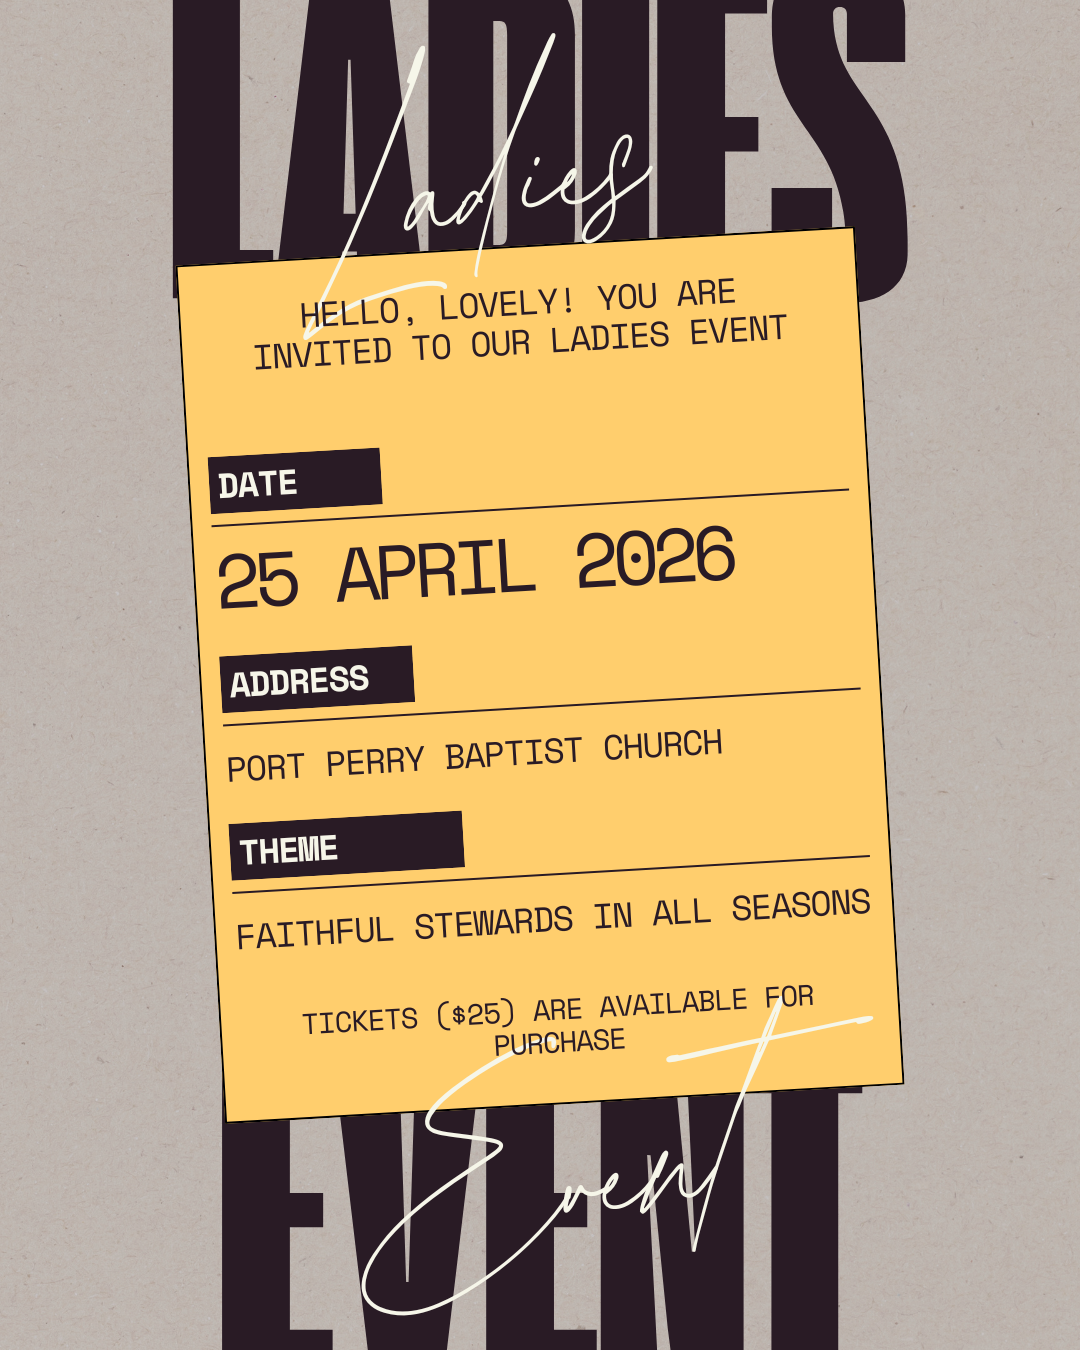 LADIES
Ladies
HELLO, LOVELY! YOU ARE
INVITED TO OUR LADIES EVENT
DATE
25 APRIL 2026
ADDRESS
PORT PERRY BAPTIST CHURCH
THEME
FAITHFUL STEWARDS IN ALL SEASONS
TICKETS ($25) ARE AVAILABLE FOR
PURCHASE
Event
EVENT